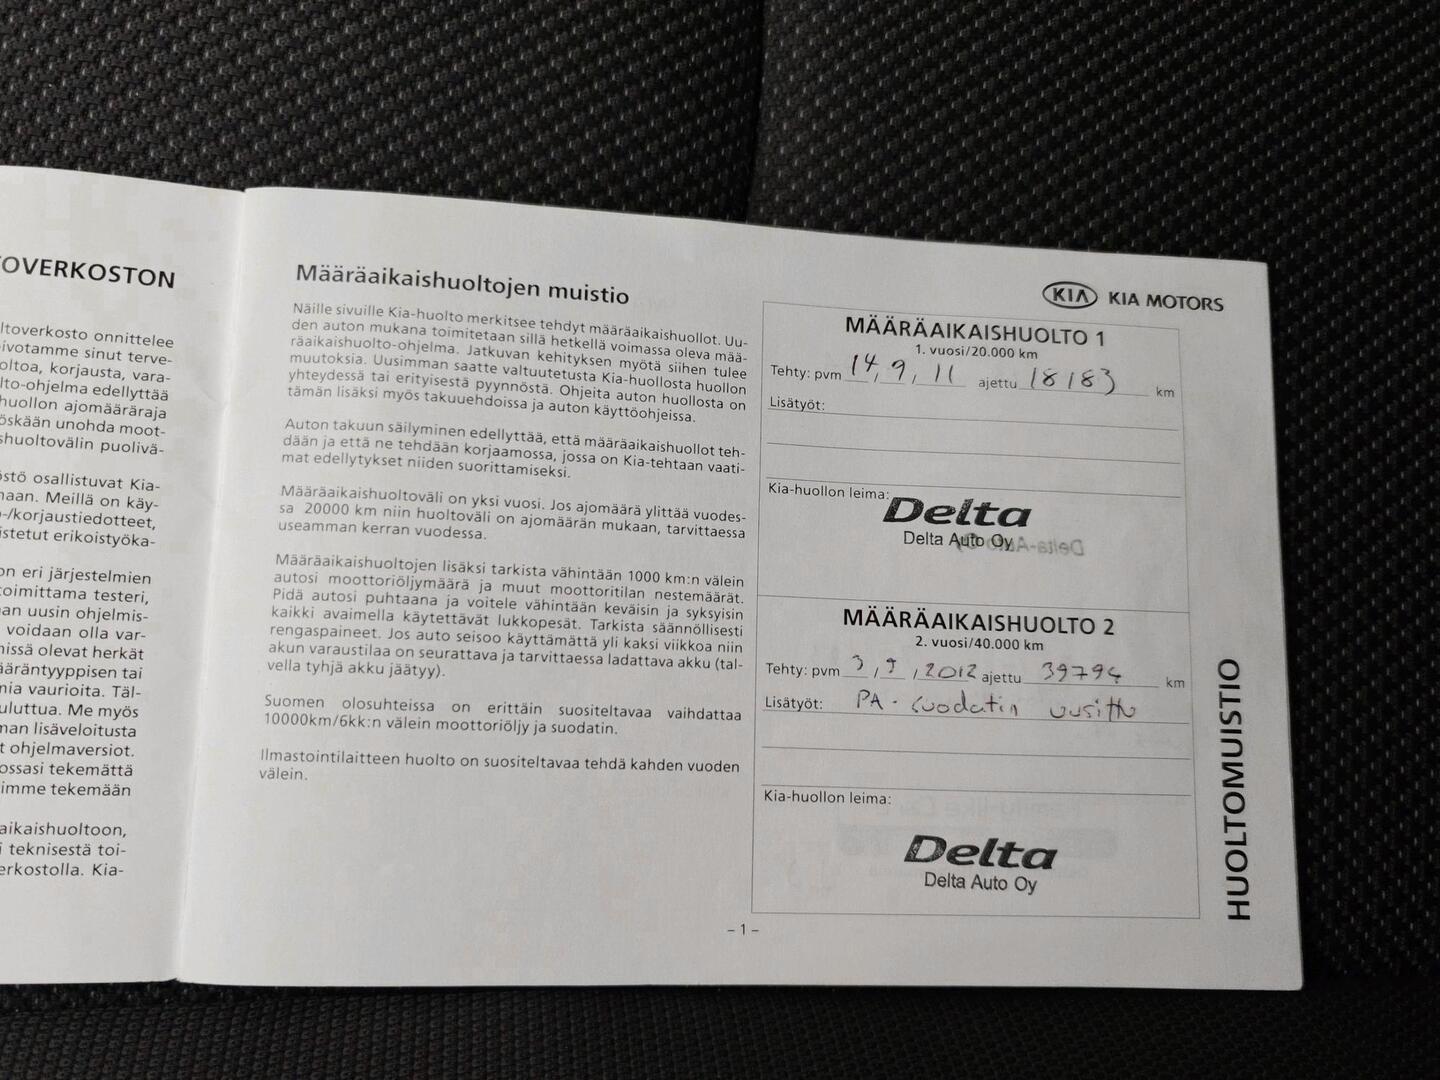 OVERKOSTON
ltoverkosto onnittelee
ivotamme sinut terve-
oltoa, korjausta, vara-
lto-ohjelma edellyttää
huollon ajomääräraja
öskään unohda moot-
shuoltovälin puolivä-
östö osallistuvat Kia-
naan. Meillä on käy-
-/korjaustiedotteet,
istetut erikoistyöka-
on eri järjestelmien
toimittama testeri,
an uusin ohjelmis-
voidaan olla var-
nissä olevat herkät
ääräntyyppisen tai
nia vaurioita. Täl-
uluttua. Me myös
nan lisäveloitusta
t ohjelmaversiot.
ossasi tekemättä
imme tekemään
aikaishuoltoon,
i teknisestä toi-
erkostolla. Kia-
Määräaikaishuoltojen muistio
Näille sivuille Kia-huolto merkitsee tehdyt määräaikaishuollot. Uu-
den auton mukana toimitetaan sillä hetkellä voimassa oleva mää-
räaikaishuolto-ohjelma. Jatkuvan kehityksen myötä siihen tulee
muutoksia. Uusimman saatte valtuutetusta Kia-huollosta huollon
yhteydessä tai erityisestä pyynnöstä. Ohjeita auton huollosta on
tämän lisäksi myös takuuehdoissa ja auton käyttöohjeissa.
Auton takuun säilyminen edellyttää, että määräaikaishuollot teh-
dään ja että ne tehdään korjaamossa, jossa on Kia-tehtaan vaati-
mat edellytykset niiden suorittamiseksi.
Määräaikaishuoltoväli on yksi vuosi. Jos ajomäärä ylittää vuodes-
sa 20000 km niin huoltoväli on ajomäärän mukaan, tarvittaessa
useamman kerran vuodessa.
Määräaikaishuoltojen lisäksi tarkista vähintään 1000 km:n välein
autosi moottoriöljymäärä ja muut moottoritilan nestemäärät.
Pidä autosi puhtaana ja voitele vähintään keväisin ja syksyisin
kaikki avaimella käytettävät lukkopesät. Tarkista säännöllisesti
rengaspaineet. Jos auto seisoo käyttämättä yli kaksi viikkoa niin
akun varaustilaa on seurattava ja tarvittaessa ladattava akku (tal-
vella tyhjä akku jäätyy).
Suomen olosuhteissa on erittäin suositeltavaa vaihdattaa
10000km/6kk:n välein moottoriöljy ja suodatin.
Ilmastointilaitteen huolto on suositeltavaa tehdä kahden vuoden
välein.
KIA KIA MOTORS
MÄÄRÄAIKAISHUOLTO 1
1. vuosi/20.000 km
Tehty: pvm 14, 9, 11 ajettu 18183 km
Lisätyöt:
Kia-huollon leima:
Delta
Delta Auto Oy
MÄÄRÄAIKAISHUOLTO 2
2. vuosi/40.000 km
Tehty: pvm 3, 9, 2012 ajettu 39794 km
Lisätyöt: PA-suodatin uusittu
Kia-huollon leima:
Delta
Delta Auto Oy
HUOLTOMUISTIO
– 1 –